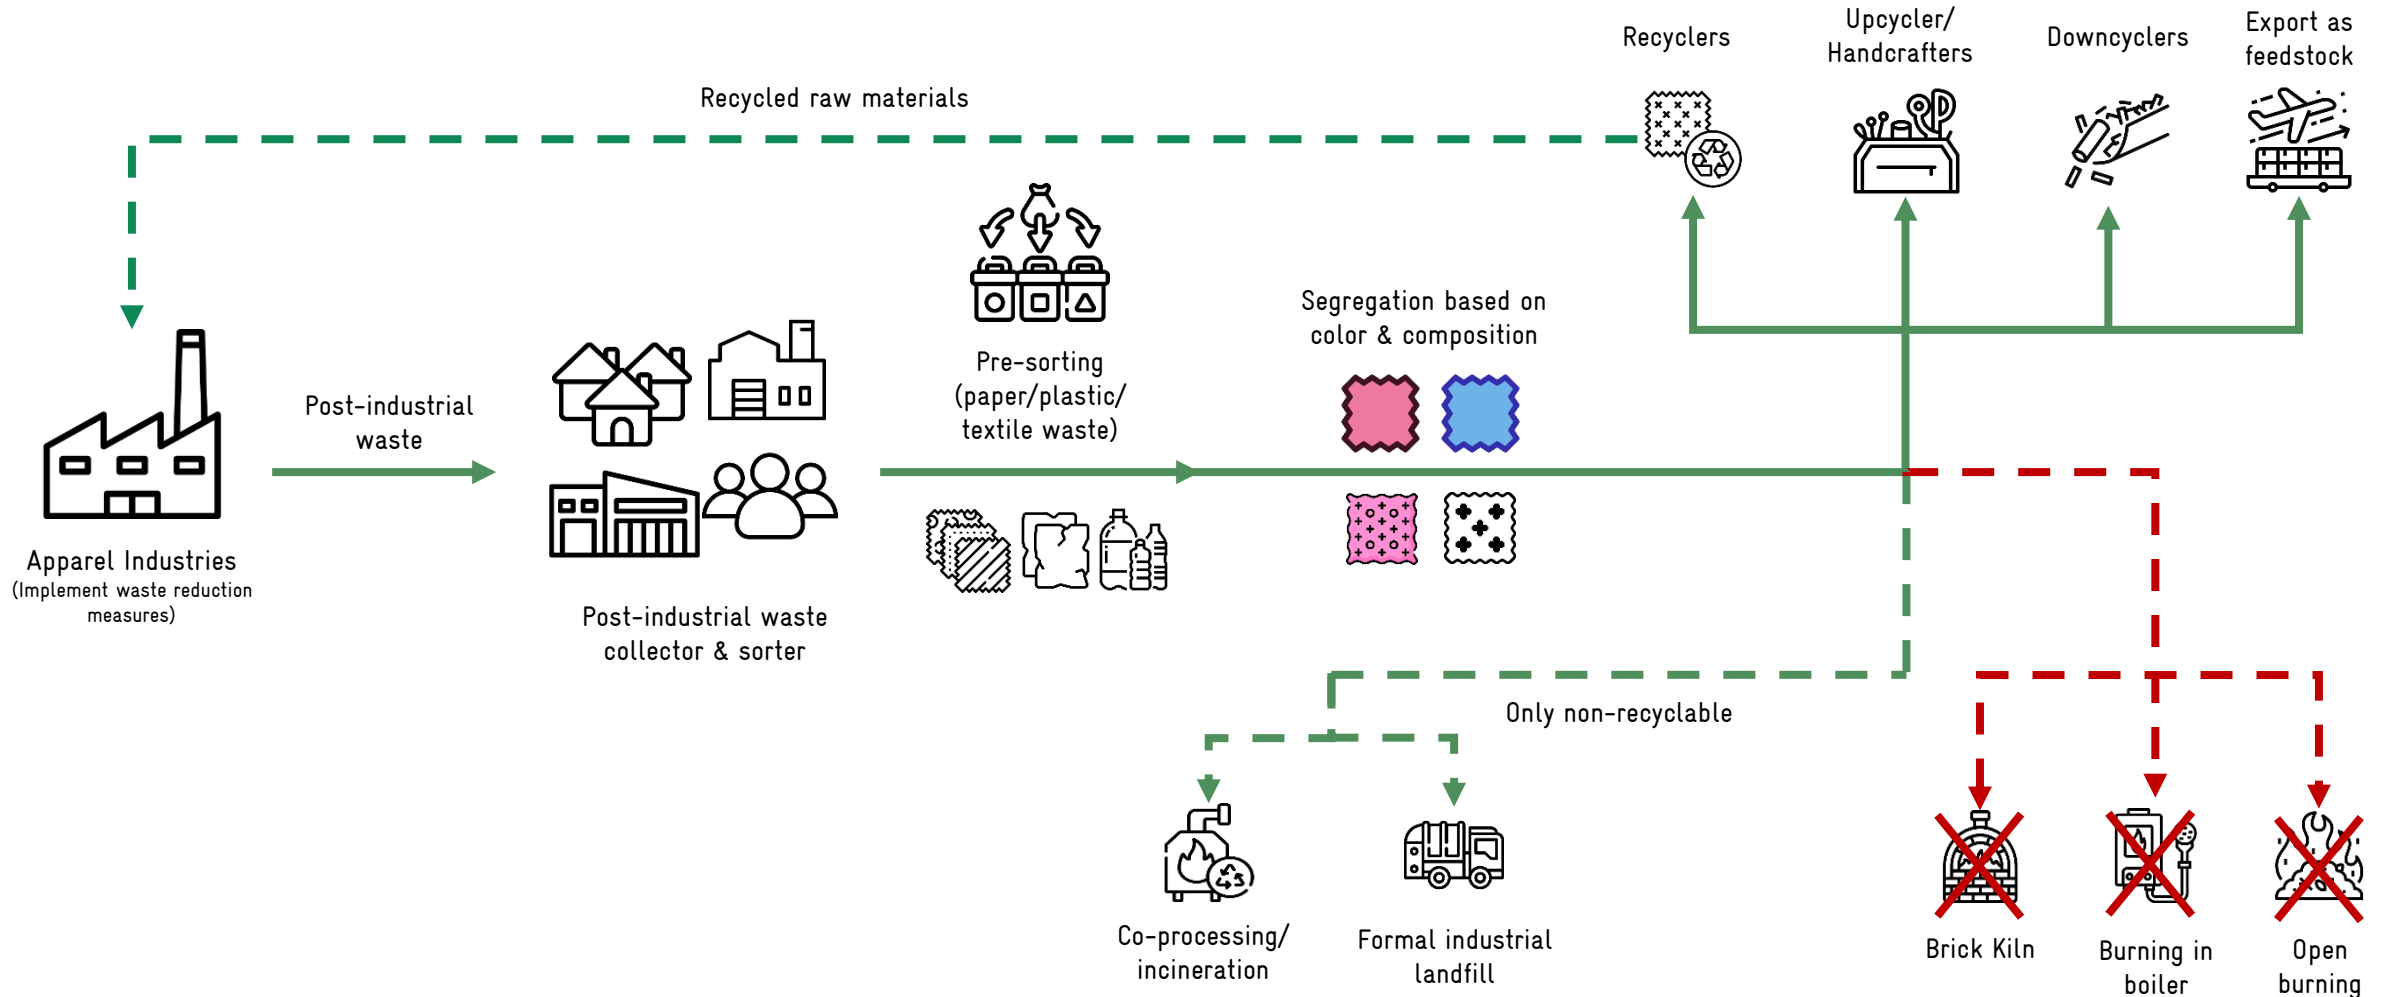 Recyclers
Upcycler/
Handcrafters
Downcyclers
Export as
feedstock
Recycled raw materials
Segregation based on
color & composition
Pre-sorting
(paper/plastic/
textile waste)
Post-industrial
waste
Apparel Industries
(Implement waste reduction
measures)
Post-industrial waste
collector & sorter
Only non-recyclable
Co-processing/
incineration
Formal industrial
landfill
Brick Kiln
Burning in
boiler
Open
burning